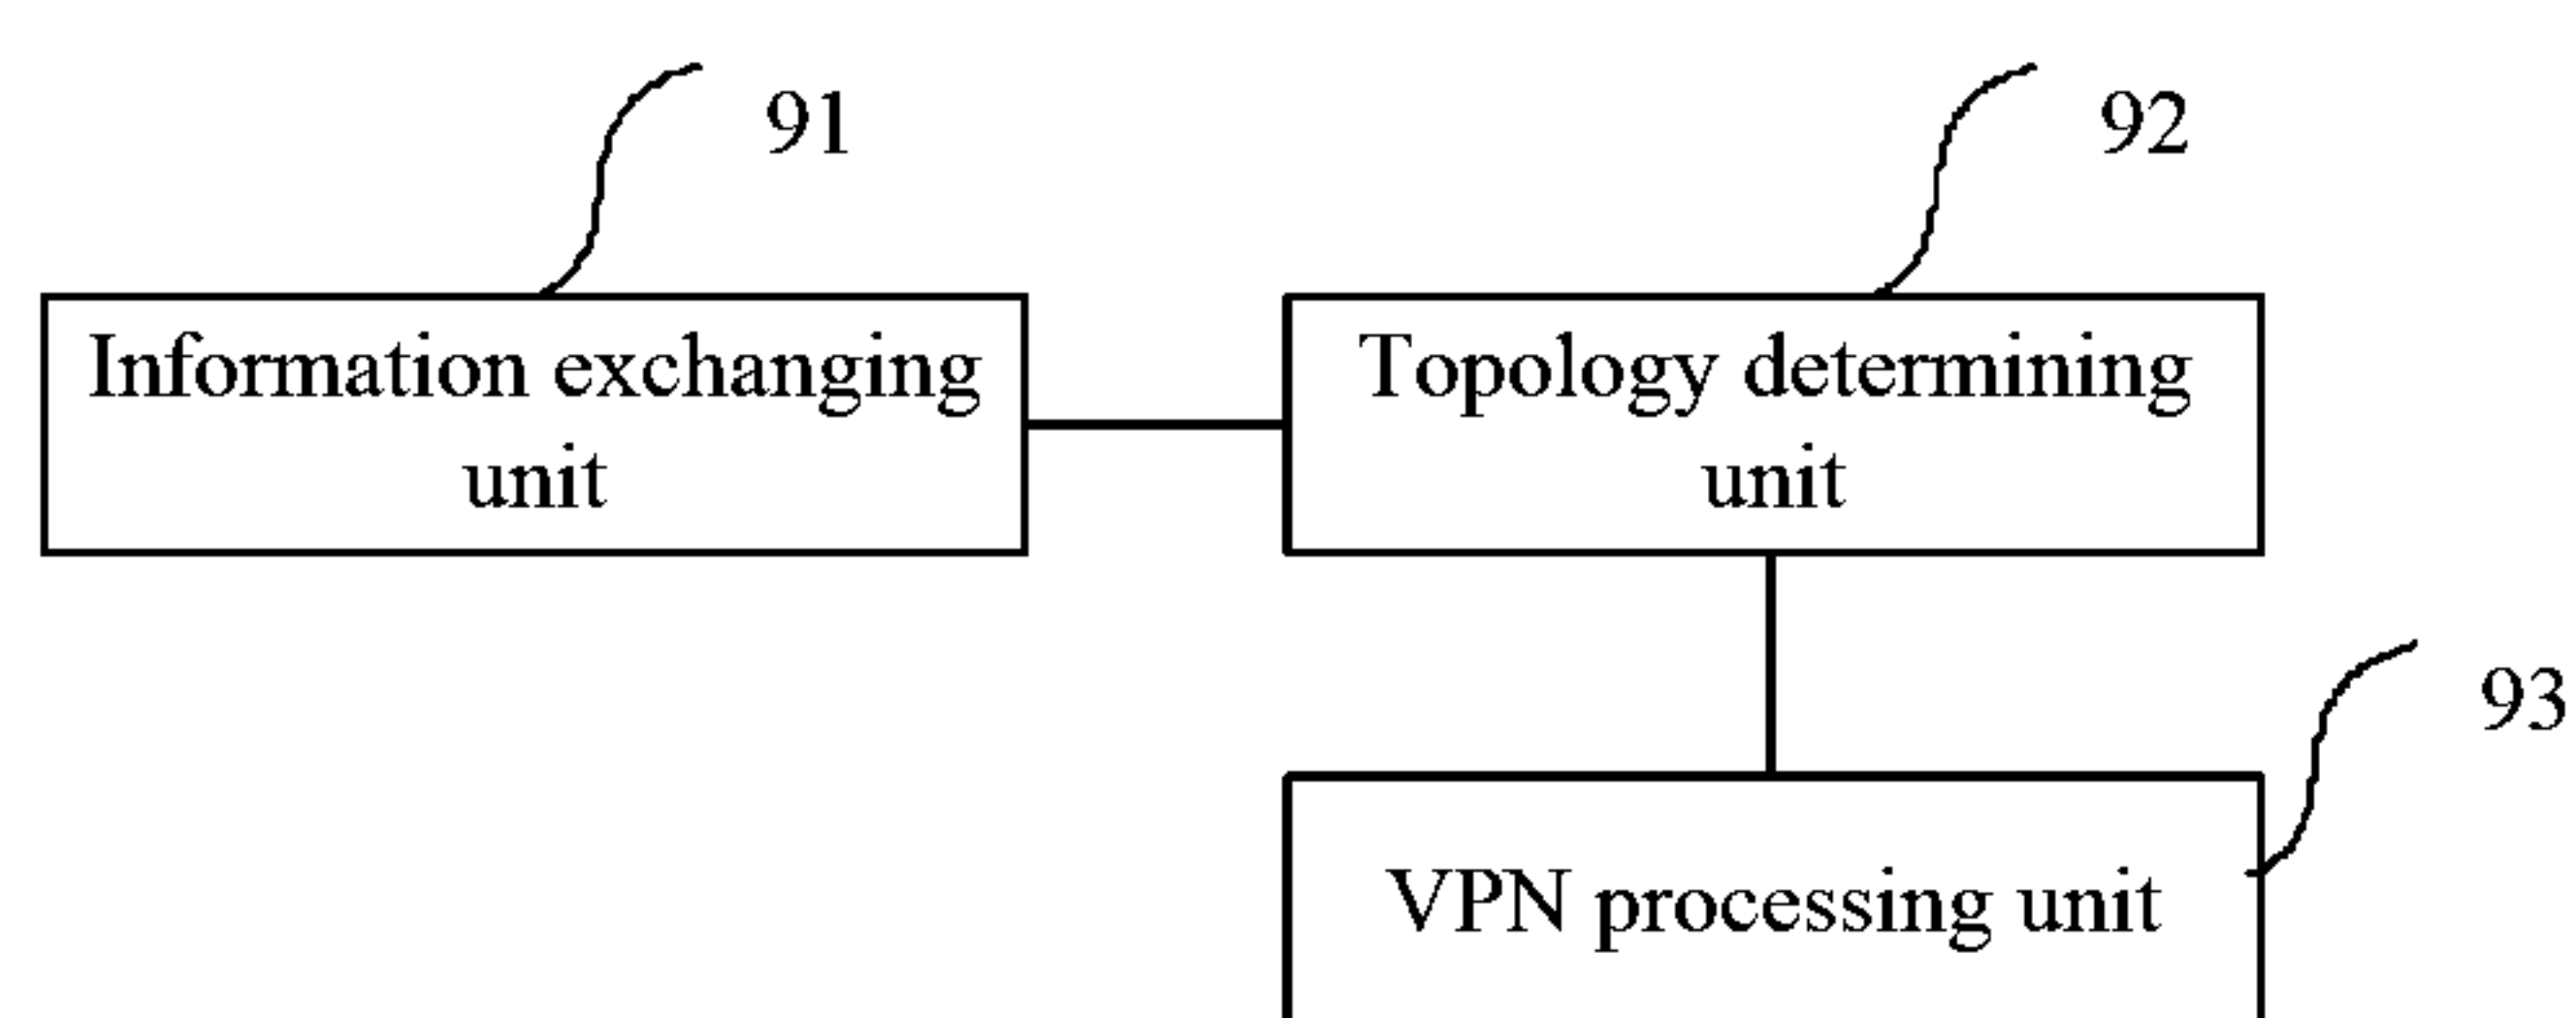 91
92
Information exchanging
unit
Topology determining
unit
93
VPN processing unit